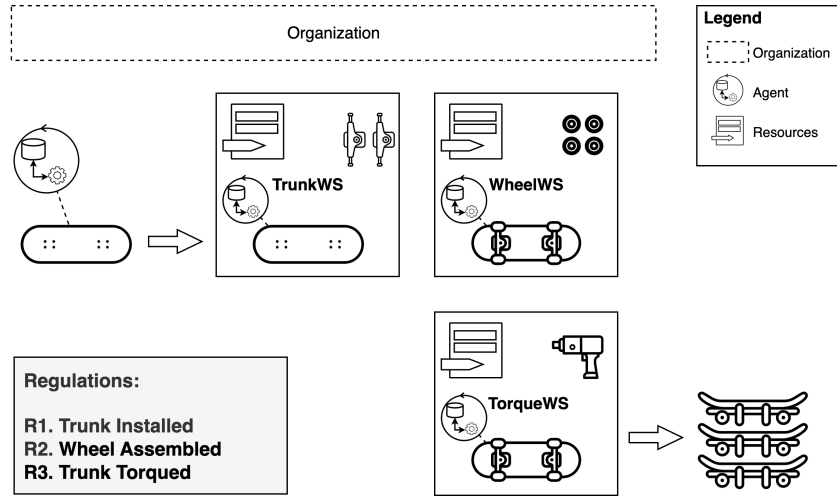 Organization
Legend
Organization
Agent
Resources
TrunkWS
WheelWS
TorqueWS
Regulations:
R1. Trunk Installed
R2. Wheel Assembled
R3. Trunk Torqued